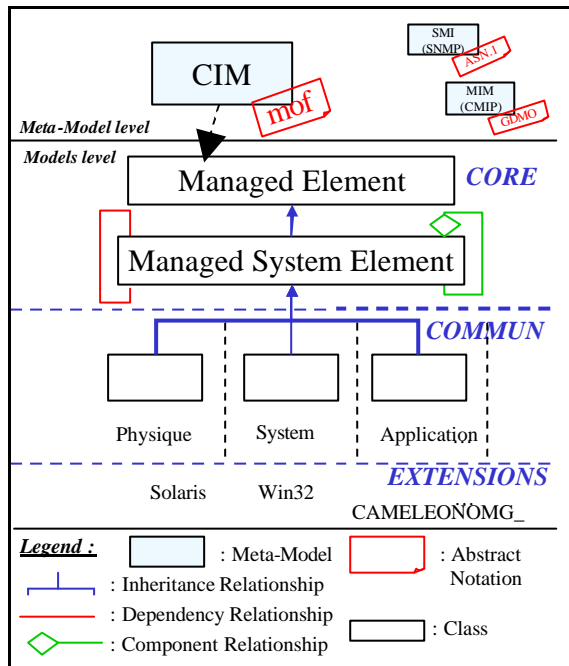 SMI
(SNMP)
ASN.1
CIM
mof
MIM
(CMIP)
GDMO
Meta-Model level
Models level
Managed Element
CORE
Managed System Element
COMMUN
Physique
System
Application
EXTENSIONS
Solaris
Win32
CAMELEONOMG_
Legend :
: Meta-Model
: Abstract
Notation
: Inheritance Relationship
: Dependency Relationship
: Component Relationship
: Class